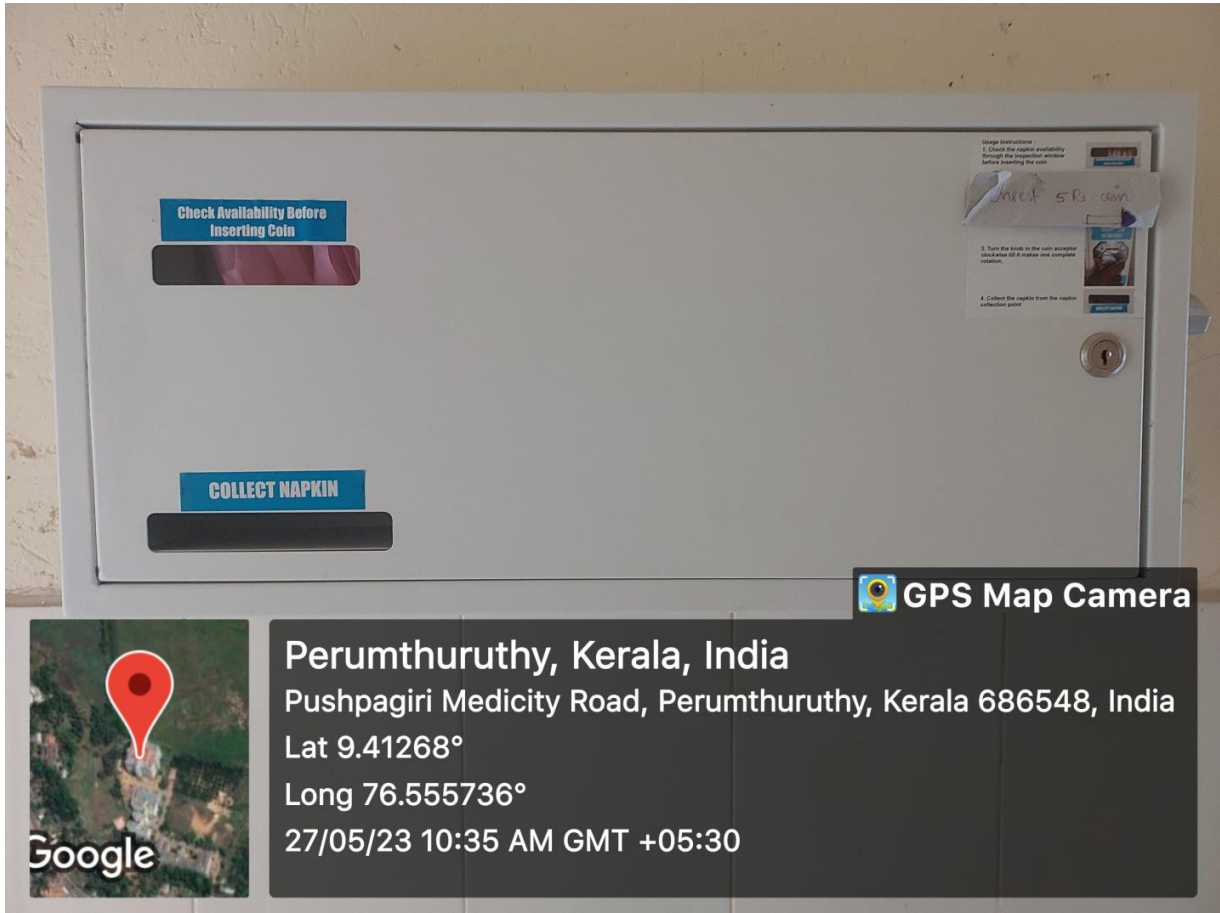 Check Availability Before
Inserting Coin
COLLECT NAPKIN
Usage Instructions :
1. Check the napkin availability
through the inspection window
before inserting the coin
Insert 5 Rs coin
3. Turn the knob in the coin acceptor
clockwise till it makes one complete
rotation.
4. Collect the napkin from the napkin
collection point
GPS Map Camera
Perumthuruthy, Kerala, India
Pushpagiri Medicity Road, Perumthuruthy, Kerala 686548, India
Lat 9.41268°
Long 76.555736°
27/05/23 10:35 AM GMT +05:30
Google